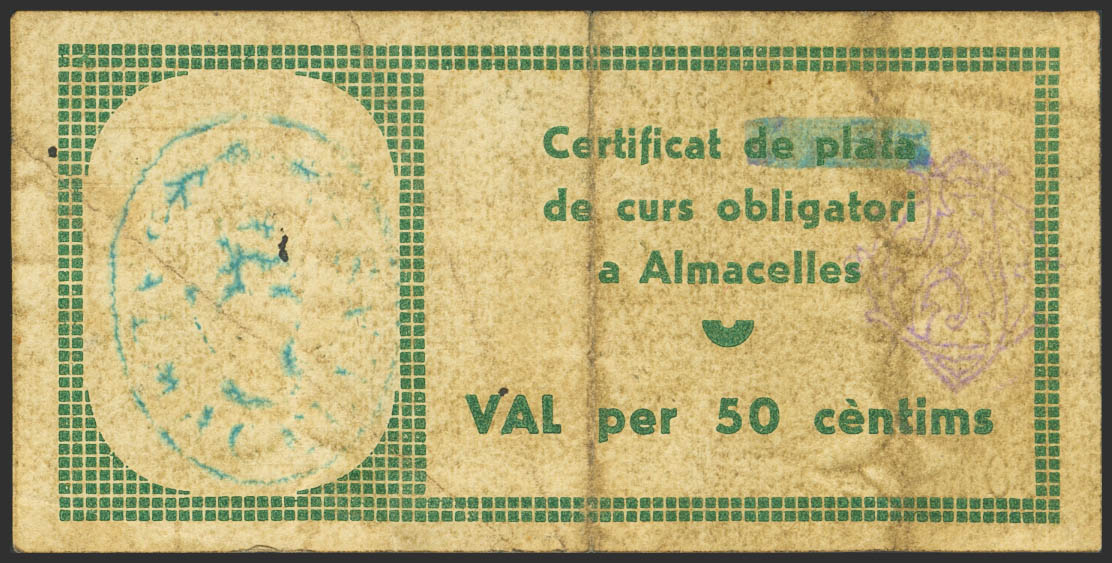 Certificat de plata
de curs obligatori
a Almacelles
VAL per 50 cèntims